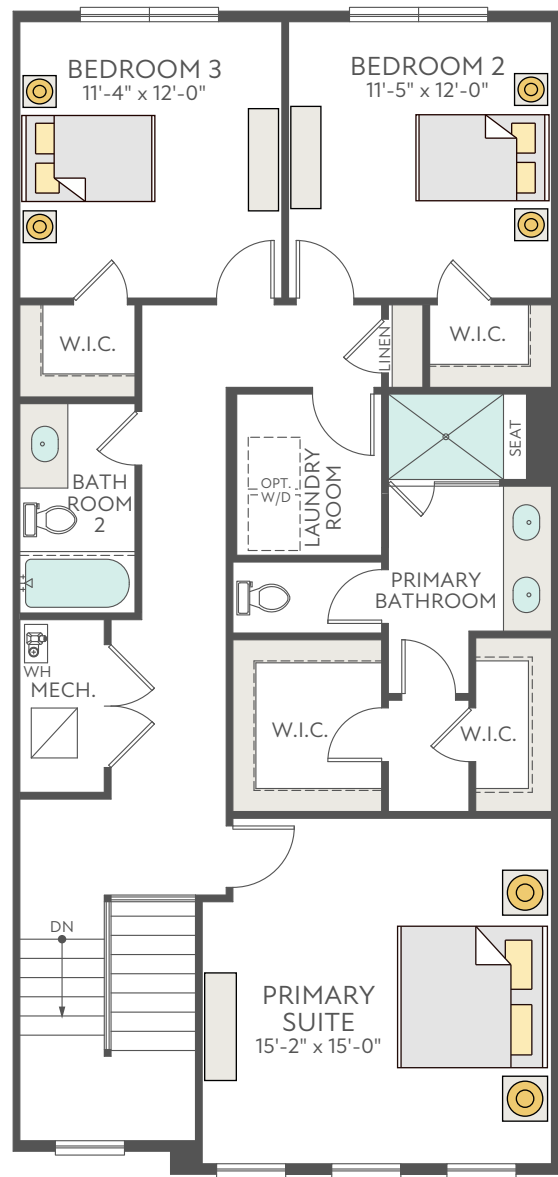 BEDROOM 3
11'-4" x 12'-0"
BEDROOM 2
11'-5" x 12'-0"
W.I.C.
LINEN
W.I.C.
BATH
ROOM
2
OPT.
W/D
LAUNDRY
ROOM
SEAT
PRIMARY
BATHROOM
WH
MECH.
W.I.C.
W.I.C.
DN
PRIMARY
SUITE
15'-2" x 15'-0"